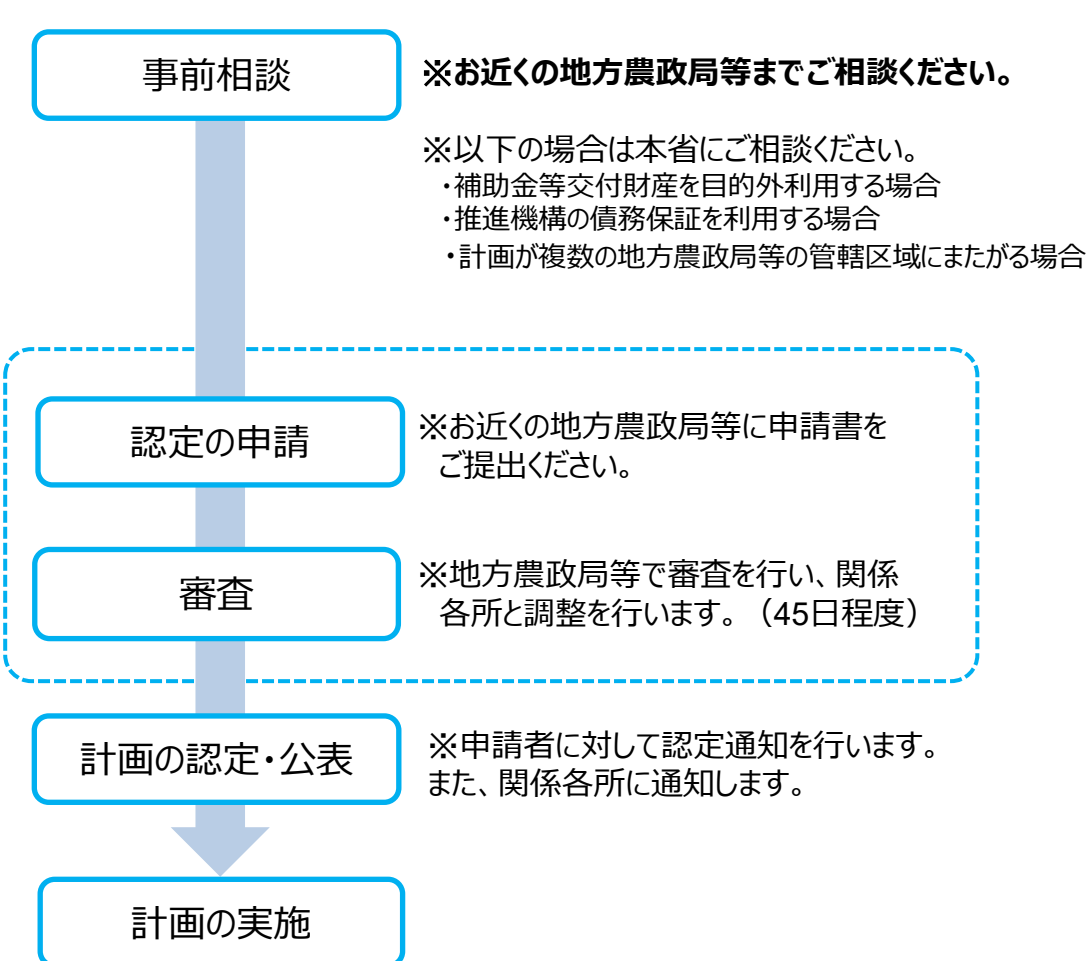 事前相談
※お近くの地方農政局等までご相談ください。
※以下の場合は本省にご相談ください。
・補助金等交付財産を目的外利用する場合
・推進機構の債務保証を利用する場合
・計画が複数の地方農政局等の管轄区域にまたがる場合
認定の申請
※お近くの地方農政局等に申請書を
ご提出ください。
審査
※地方農政局等で審査を行い、関係
各所と調整を行います。（45日程度）
計画の認定・公表
※申請者に対して認定通知を行います。
また、関係各所に通知します。
計画の実施